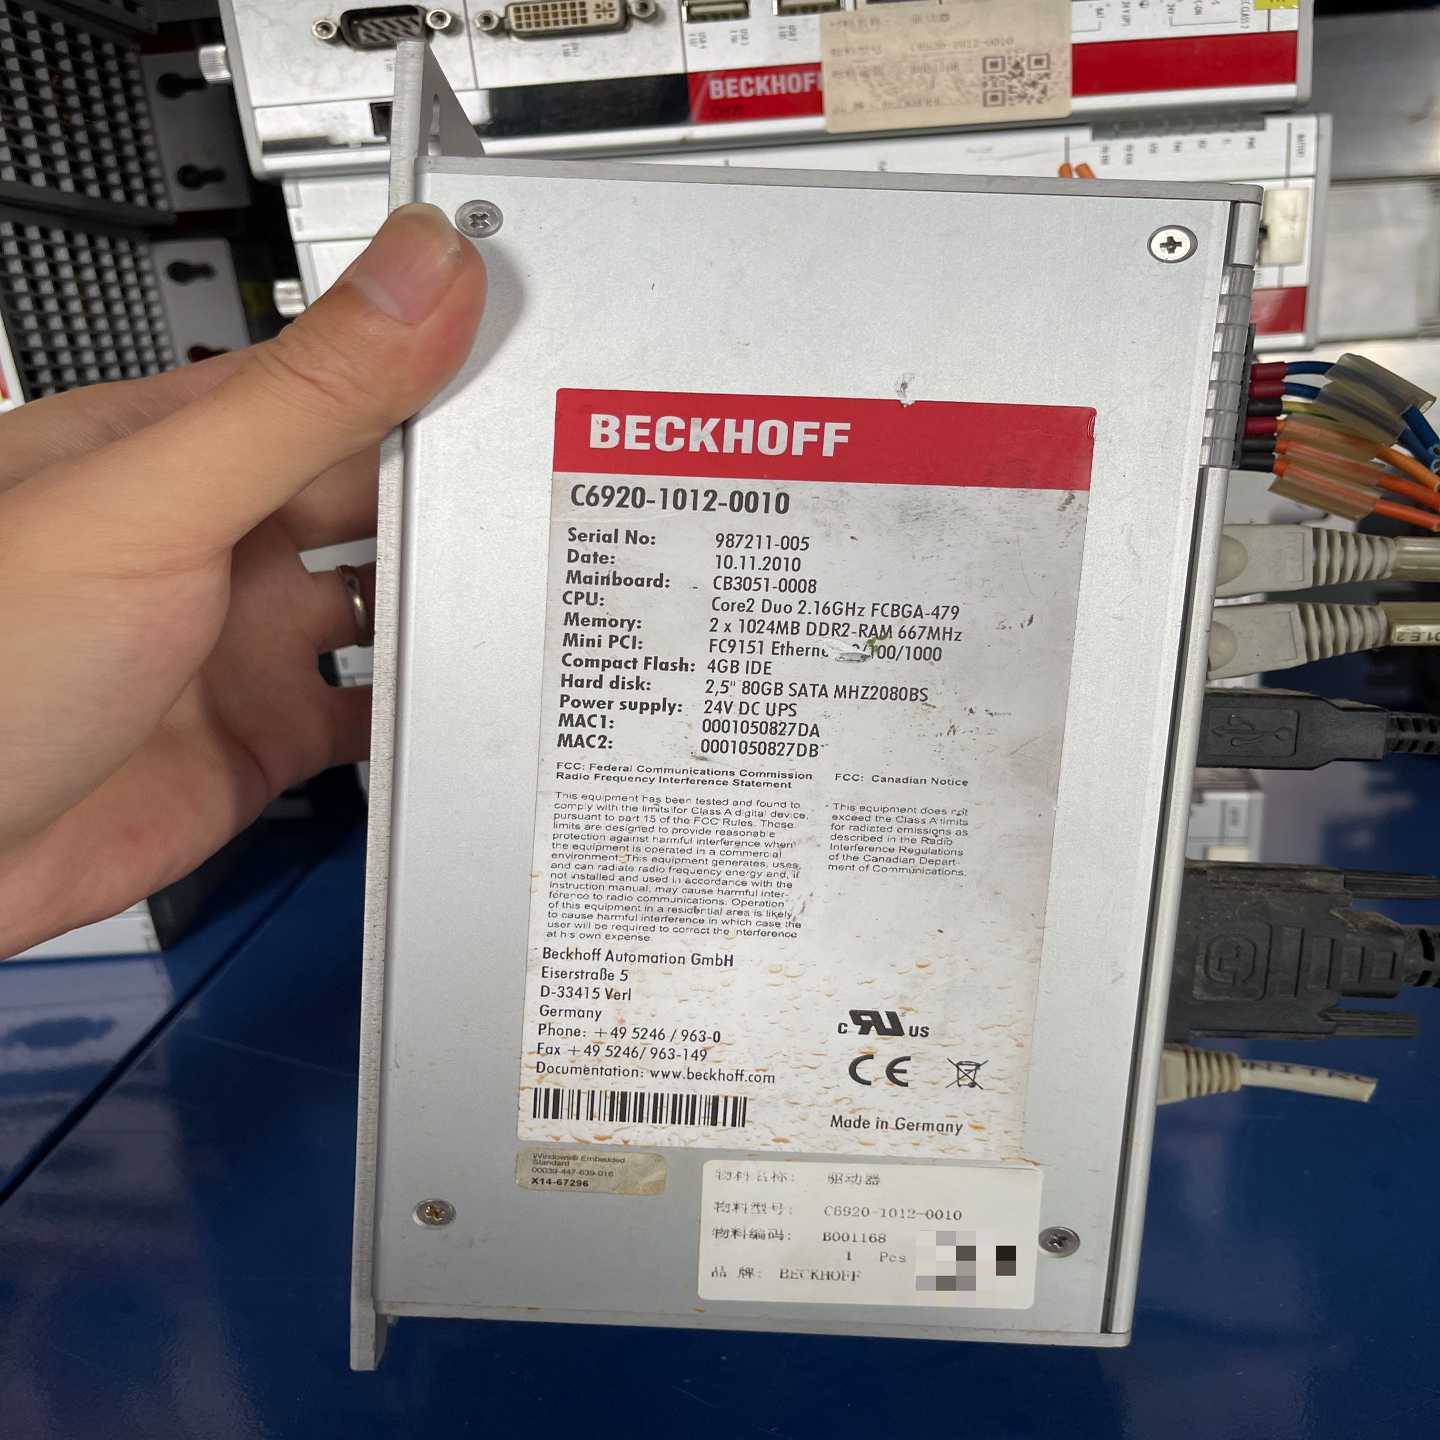 BECKHOFF
C6920-1012-0010
BECKHOFF
C6920-1012-0010
Serial No: 987211-005
Date: 10.11.2010
Mainboard: CB3051-0008
CPU: Core2 Duo 2.16GHz FCBGA-479
Memory: 2 x 1024MB DDR2-RAM 667MHz
Mini PCI: FC9151 /100/1000
Compact Flash: 4GB IDE
Hard disk: 2,5" 80GB SATA MHZ2080BS
Power supply: 24V DC UPS
MAC1: 0001050827DA
MAC2: 0001050827DB
FCC: Federal Communications Commission
Radio Frequency Interference Statement
This equipment has been tested and found to
comply with the limits for Class A digital device,
pursuant to part 15 of the FCC Rules. These
limits are designed to provide reasonable
protection against harmful interference when
the equipment is operated in a commercial
environment. This equipment generates, uses,
and can radiate radio frequency energy and, if
not installed and used in accordance with the
instruction manual, may cause harmful inter-
ference to radio communications. Operation
of this equipment in a residential area is likely
to cause harmful interference in which case the
user will be required to correct the interference
at his own expense.
FCC: Canadian Notice
This equipment does not
exceed the Class A limits
for radiated emissions as
described in the Radio
Interference Regulations
of the Canadian Depart-
ment of Communications.
Beckhoff Automation GmbH
Eiserstraße 5
D-33415 Verl
Germany
Phone: +49 5246 / 963-0
Fax +49 5246/ 963-149
Documentation: www.beckhoff.com
c US
CE
Made in Germany
Windows® Embedded
Standard
00039-447-639-016
X14-67296
物料名称: 驱动器
物料型号: C6920-1012-0010
物料编码: B001168
1 Pcs
品 牌: BECKHOFF